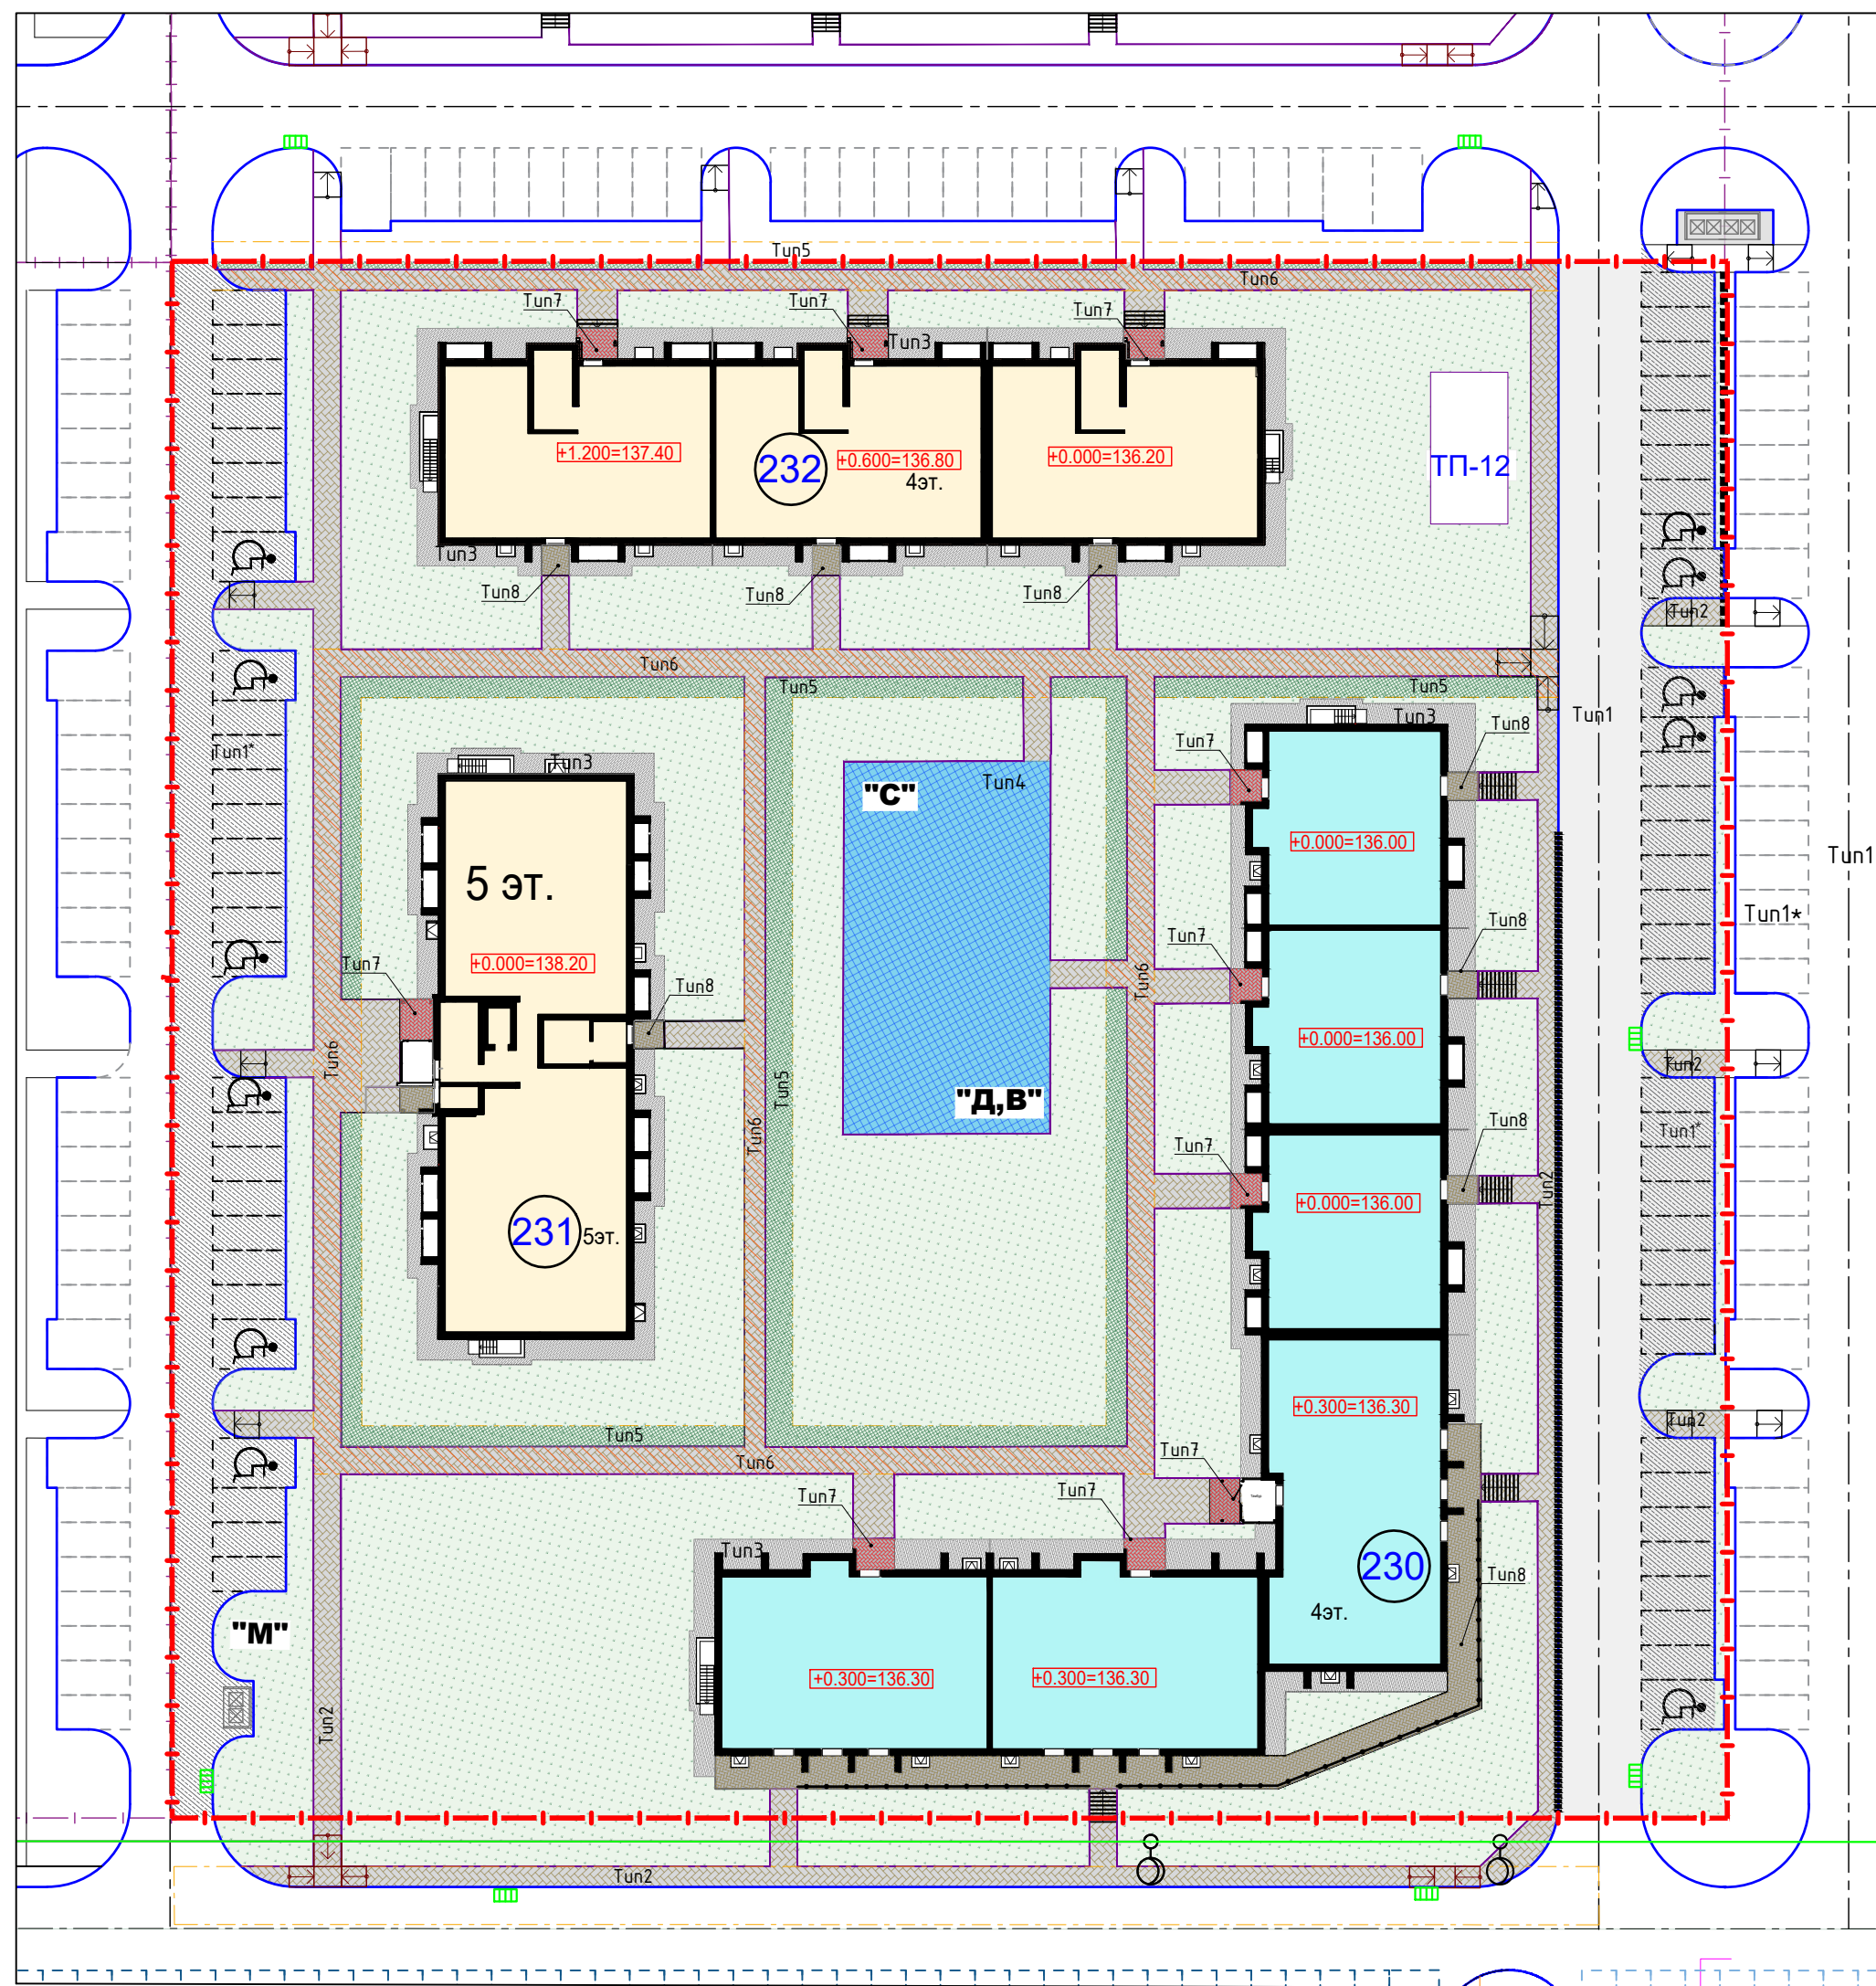 Тип5
Тип6
Тип7
Тип7
Тип7
Тип3
+1.200=137.40
232
+0.600=136.80
4эт.
+0.000=136.20
ТП-12
Тип3
Тип8
Тип8
Тип8
Тип2
Тип6
Тип5
Тип5
Тип1
Тип3
Тип8
Тип7
Тип1*
Тип3
"С"
Тип4
+0.000=136.00
Тип1
5 эт.
Тип1*
Тип8
Тип7
Тип7
+0.000=138.20
Тип8
Тип6
+0.000=136.00
Тип6
Тип2
Тип5
"Д,В"
Тип6
Тип8
Тип1*
Тип7
+0.000=136.00
Тип2
231
5эт.
+0.300=136.30
Тип2
Тип5
Тип6
Тип7
Тип7
Тип7
Тип3
230
Тип8
4эт.
"М"
+0.300=136.30
+0.300=136.30
Тип2
Тип2